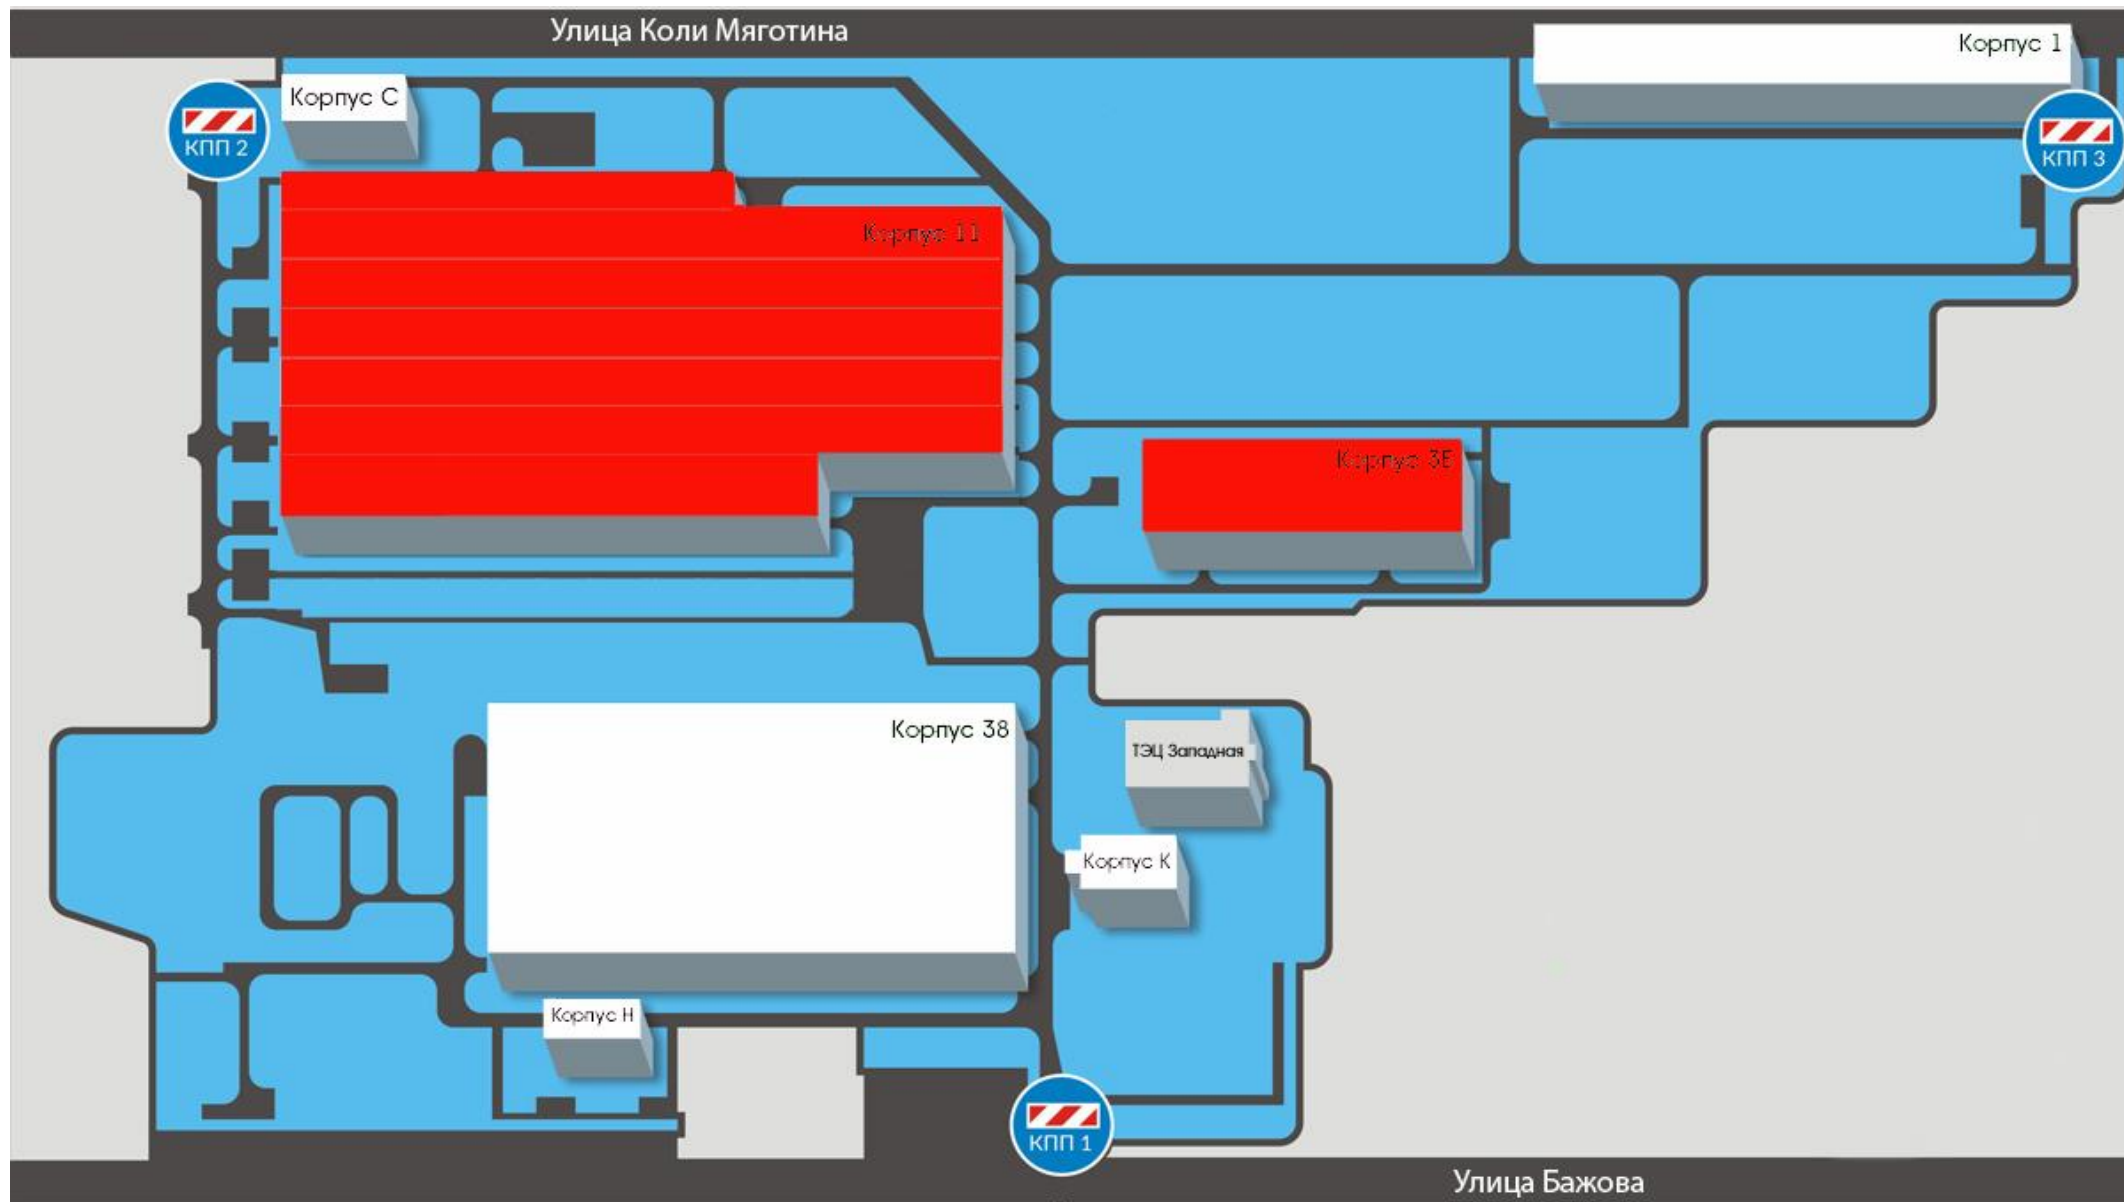 Улица Коли Мяготина
Корпус 1
Корпус С
КПП 2
КПП 3
Корпус 11
Корпус 3Е
Корпус 38
ТЭЦ Западная
Корпус К
Корпус Н
КПП 1
Улица Бажова